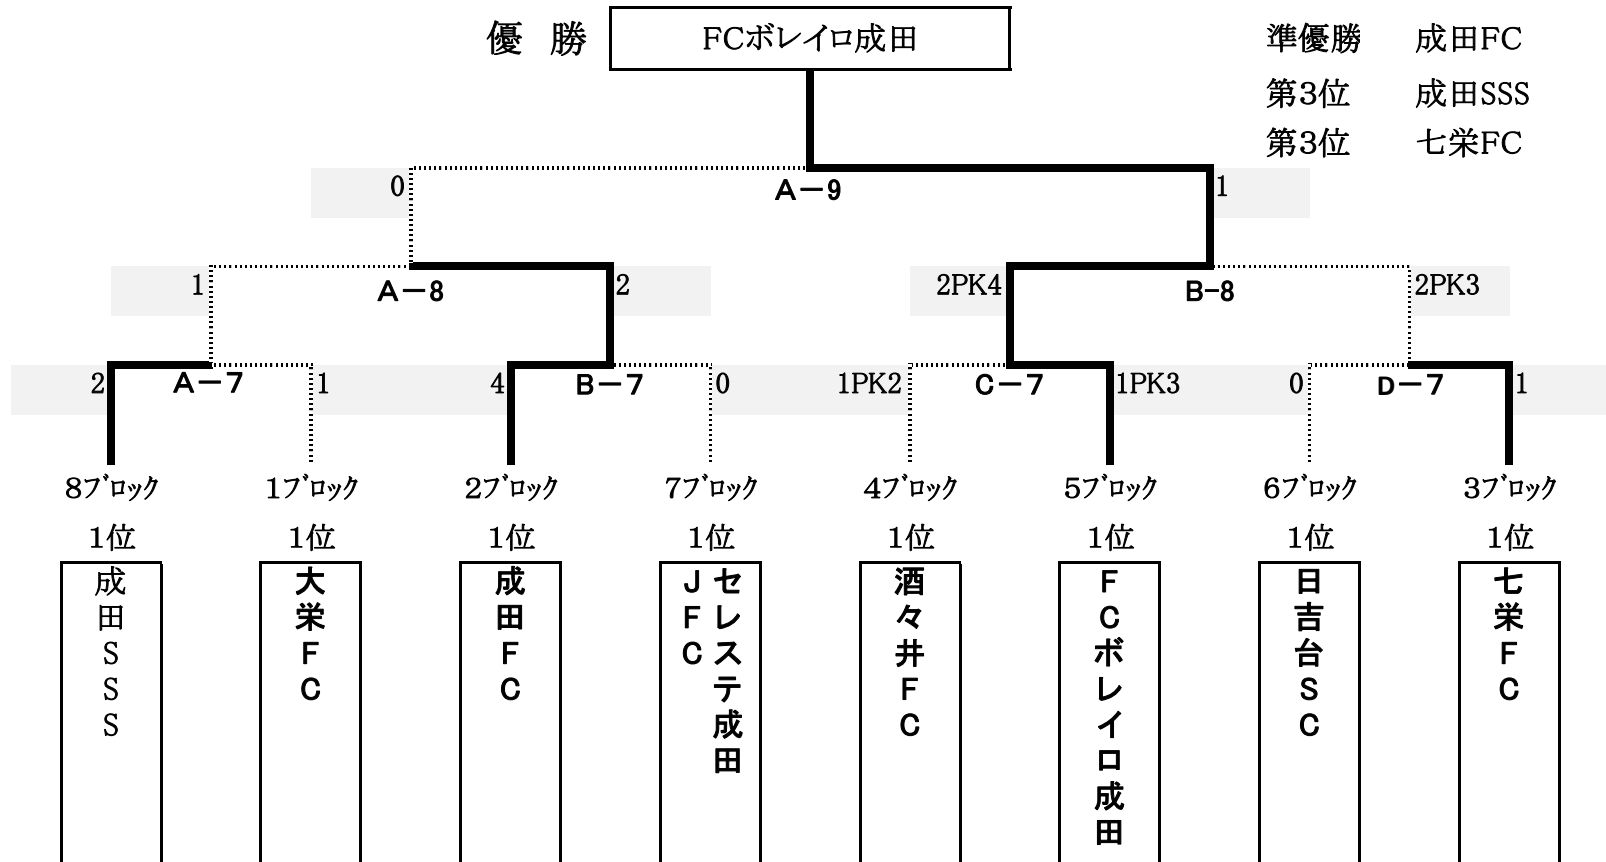 優 勝 FCボレイロ成田
準優勝 成田FC
第3位 成田SSS
第3位 七栄FC
0 A-9 1
1 A-8 2 2PK4 B-8 2PK3
2 A-7 1 4 B-7 0 1PK2 C-7 1PK3 0 D-7 1
8ブロック 1ブロック 2ブロック 7ブロック 4ブロック 5ブロック 6ブロック 3ブロック
1位 1位 1位 1位 1位 1位 1位 1位
成田SSS
大栄FC
成田FC
セレステ成田
JFC
酒々井FC
FCボレイロ成田
日吉台SC
七栄FC